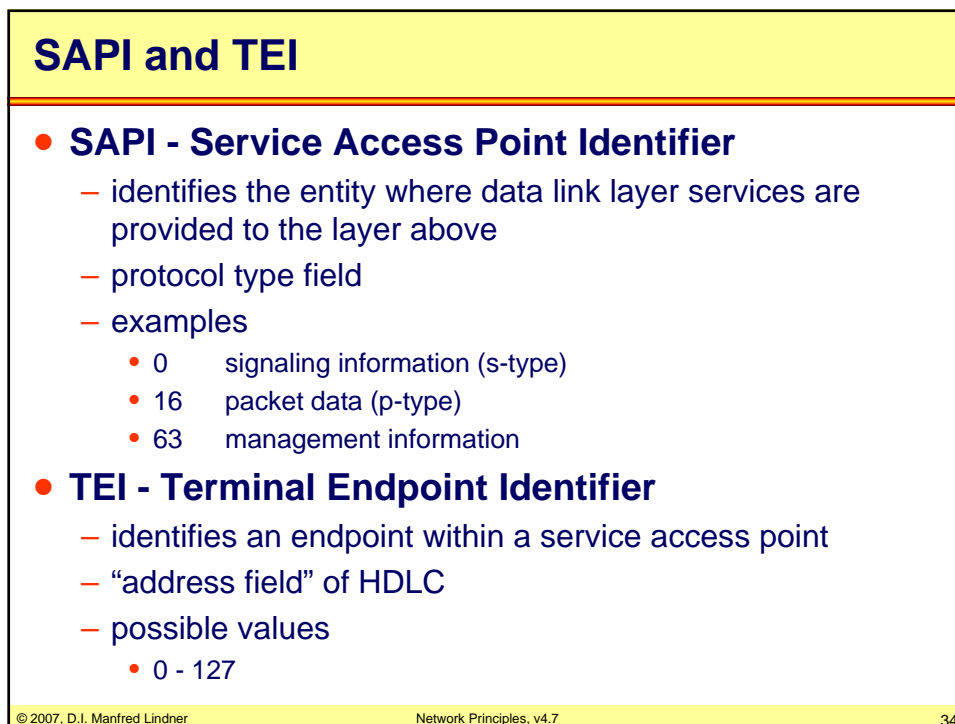 SAPI and TEI
• SAPI - Service Access Point Identifier
– identifies the entity where data link layer services are
provided to the layer above
– protocol type field
– examples
• 0 signaling information (s-type)
• 16 packet data (p-type)
• 63 management information
• TEI - Terminal Endpoint Identifier
– identifies an endpoint within a service access point
– “address field” of HDLC
– possible values
• 0 - 127
© 2007, D.I. Manfred Lindner Network Principles, v4.7 34